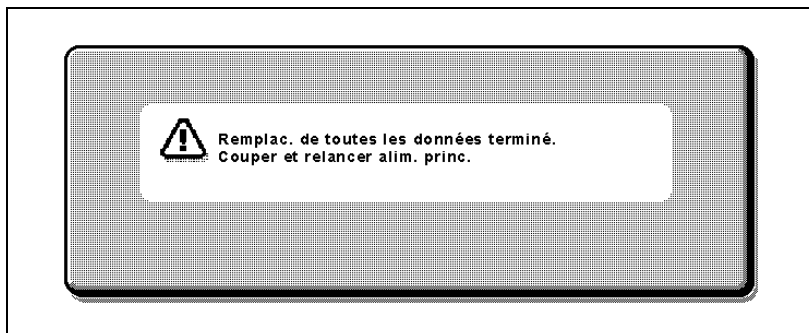 Remplac. de toutes les données terminé.
Couper et relancer alim. princ.